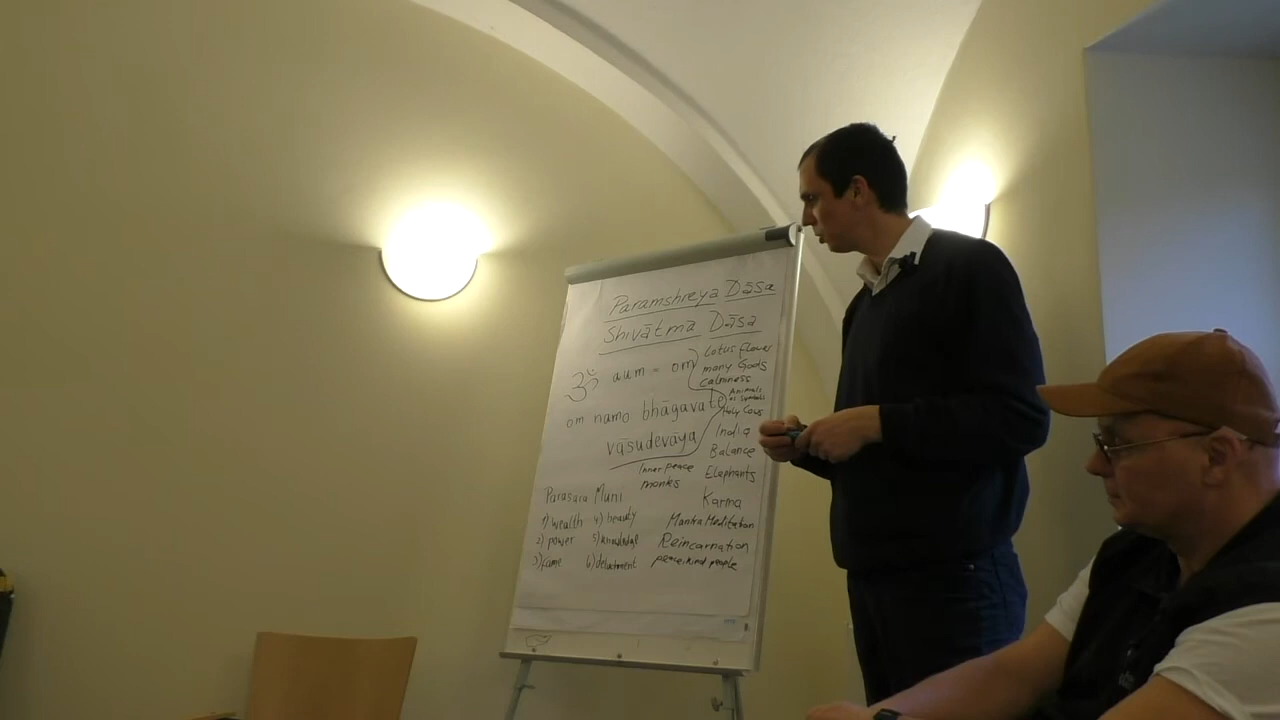 Paramshreya Dāsa
Shivātmā Dāsa
ॐ aum = om
om namo bhāgavate
vāsudevāya
Lotus flower
many Gods
calmness
Animals
as symbols
Holy Cows
India
Balance
Elephants
Karma
Mantra Meditation
Reincarnation
peace, kind people
Inner peace
monks
Parasara Muni
1) wealth 4) beauty
2) power 5) knowledge
3) fame 6) detachment